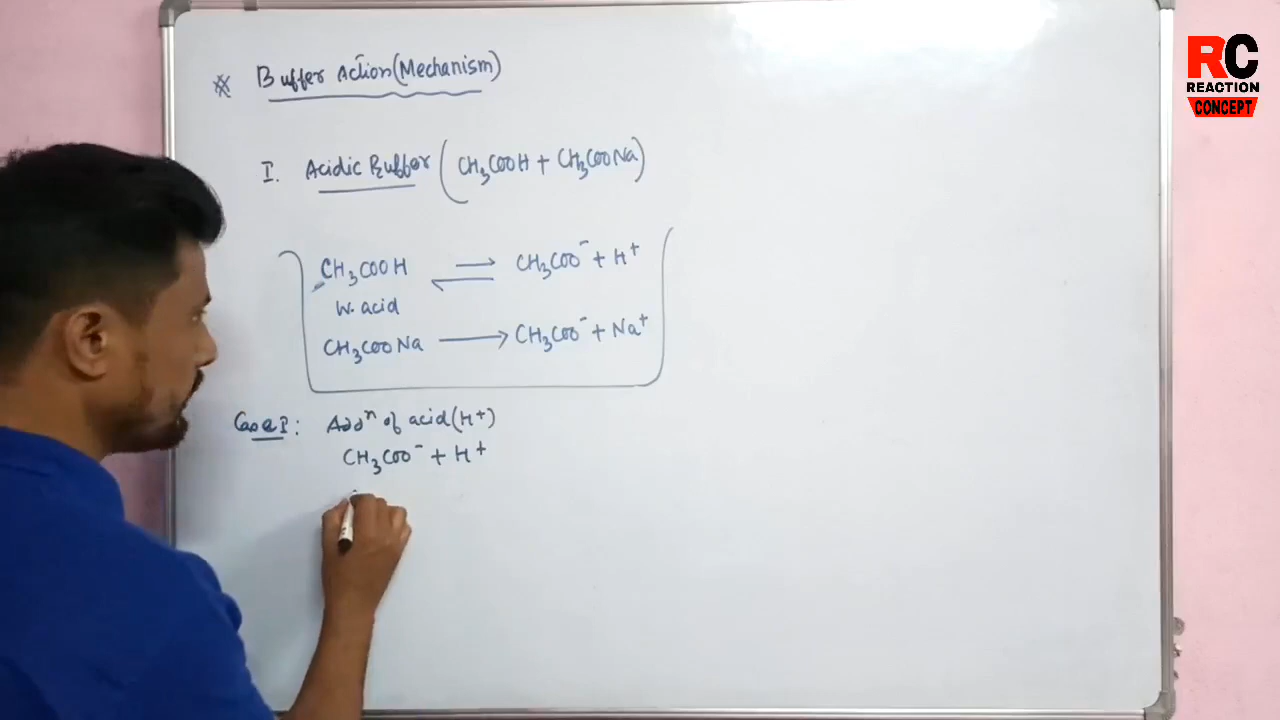 ※ Buffer Action(Mechanism)
I. Acidic Buffer (CH₃COOH + CH₃COONa)
CH₃COOH ⇌ CH₃COO⁻ + H⁺
W. acid
CH₃COONa ⟶ CH₃COO⁻ + Na⁺
Case I: Addⁿ of acid (H⁺)
CH₃COO⁻ + H⁺
RC
REACTION
CONCEPT